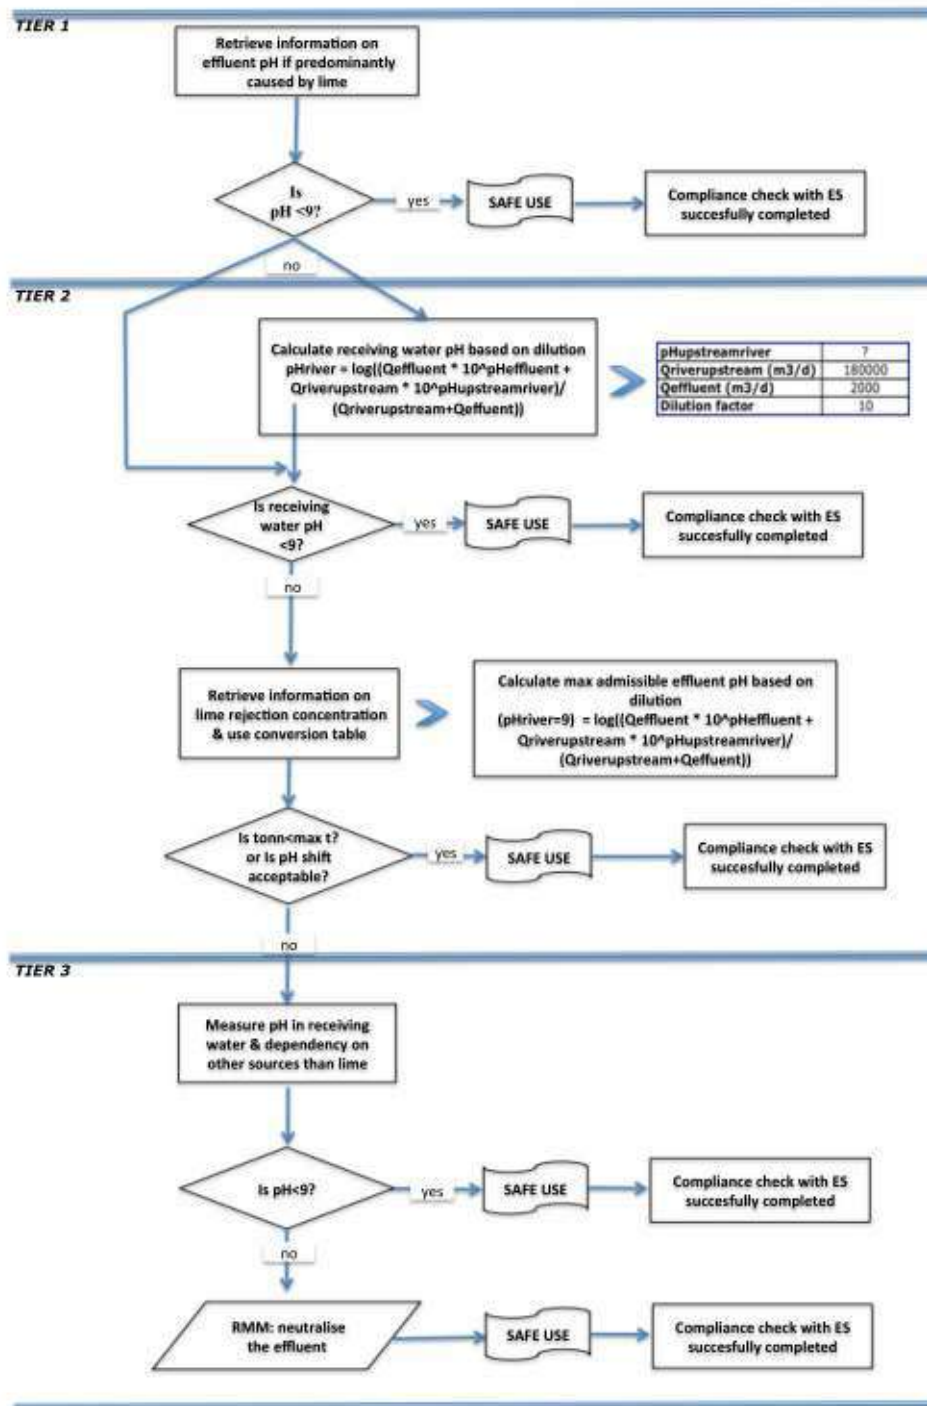 TIER 1
Retrieve information on
effluent pH if predominantly
caused by lime
Is
pH <9?
yes
SAFE USE
Compliance check with ES
succesfully completed
no
TIER 2
Calculate receiving water pH based on dilution
pHriver = log((Qeffluent * 10^pHeffluent +
Qriverupstream * 10^pHupstreamriver)/
(Qriverupstream+Qeffuent))
pHupstreamriver 7
Qriverupstream (m3/d) 180000
Qeffluent (m3/d) 2000
Dilution factor 10
Is receiving
water pH
<9?
yes
SAFE USE
Compliance check with ES
succesfully completed
no
Retrieve information on
lime rejection concentration
& use conversion table
Calculate max admissible effluent pH based on
dilution
(pHriver=9) = log((Qeffluent * 10^pHeffluent +
Qriverupstream * 10^pHupstreamriver)/
(Qriverupstream+Qeffuent))
Is tonn<max t?
or Is pH shift
acceptable?
yes
SAFE USE
Compliance check with ES
succesfully completed
no
TIER 3
Measure pH in receiving
water & dependency on
other sources than lime
Is pH<9?
yes
SAFE USE
Compliance check with ES
succesfully completed
no
RMM: neutralise
the effluent
SAFE USE
Compliance check with ES
succesfully completed